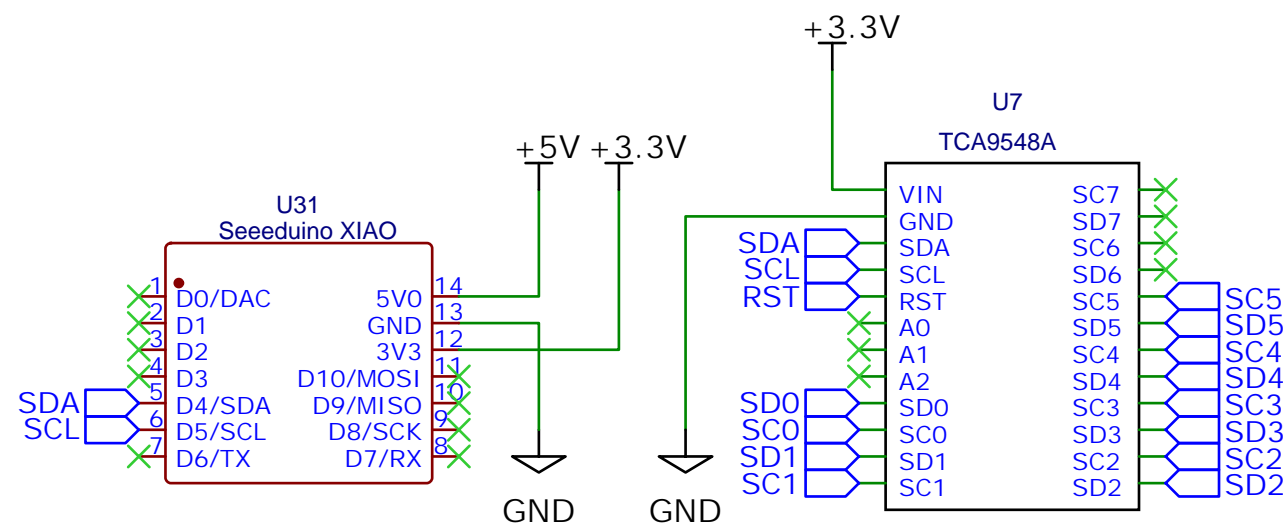 +3.3V
U7
TCA9548A
+5V +3.3V
U31
Seeeduino XIAO
1 D0/DAC 5V0 14
2 D1 GND 13
3 D2 3V3 12
4 D3 D10/MOSI 11
SDA 5 D4/SDA D9/MISO 10
SCL 6 D5/SCL D8/SCK 9
7 D6/TX D7/RX 8
GND
GND
VIN SC7
GND SD7
SDA SDA SC6
SCL SCL SD6
RST RST SC5 SC5
A0 SD5 SD5
A1 SC4 SC4
A2 SD4 SD4
SD0 SD0 SC3 SC3
SC0 SC0 SD3 SD3
SD1 SD1 SC2 SC2
SC1 SC1 SD2 SD2